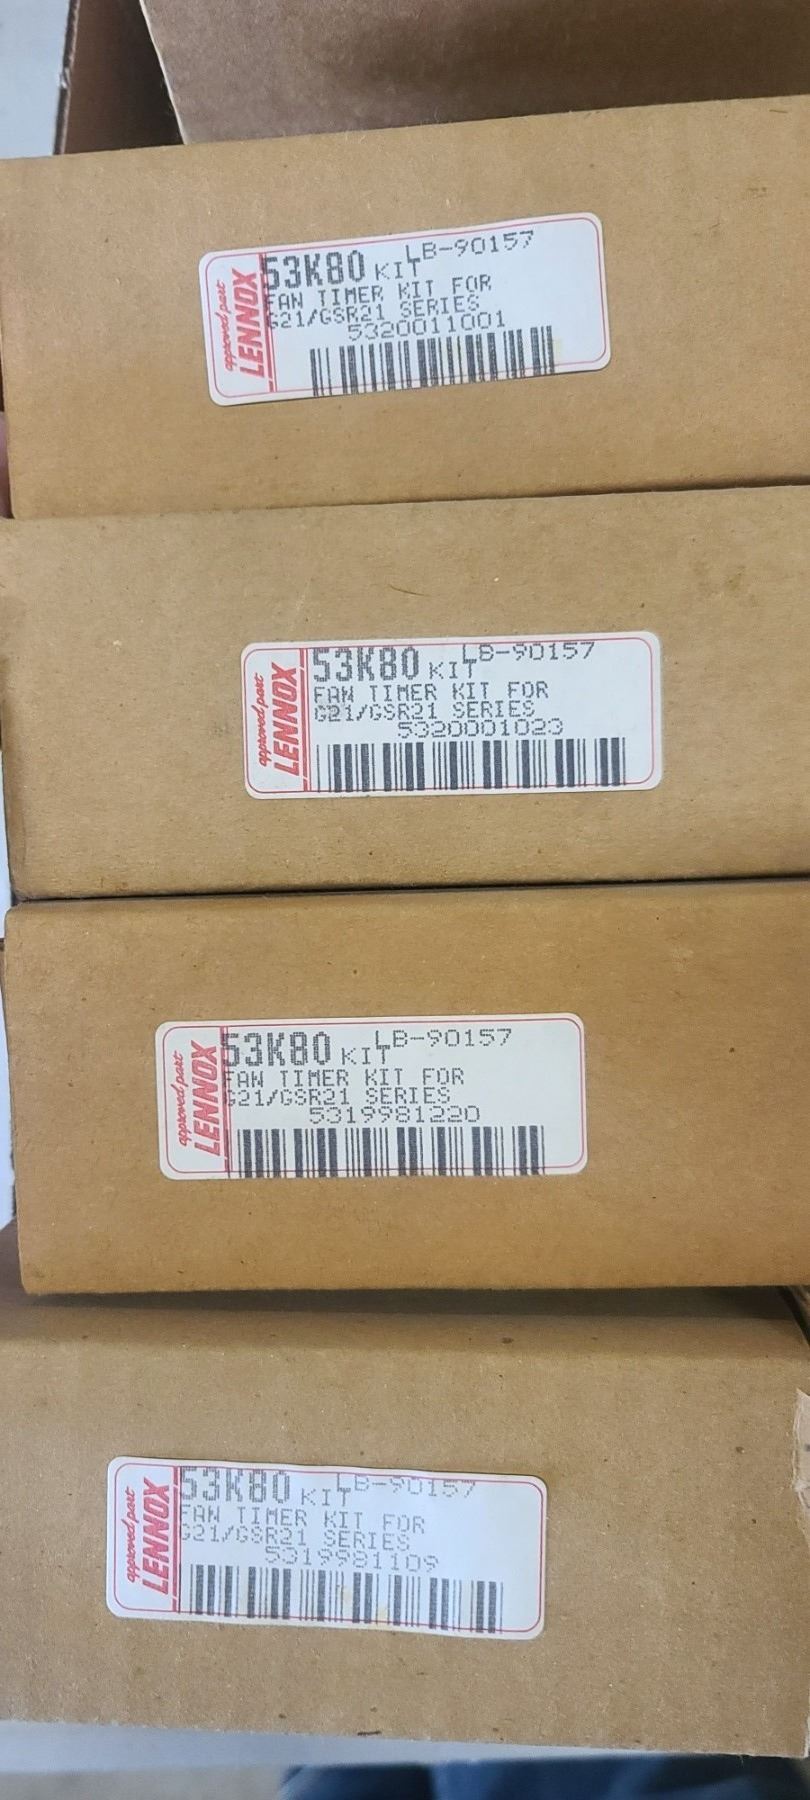 approved part
LENNOX
53K80 KIT LB-90157
FAN TIMER KIT FOR
G21/GSR21 SERIES
5320011001
approved part
LENNOX
53K80 KIT LB-90157
FAN TIMER KIT FOR
G21/GSR21 SERIES
5320001023
approved part
LENNOX
53K80 KIT LB-90157
FAN TIMER KIT FOR
G21/GSR21 SERIES
5319981220
approved part
LENNOX
53K80 KIT LB-90157
FAN TIMER KIT FOR
G21/GSR21 SERIES
5319981109